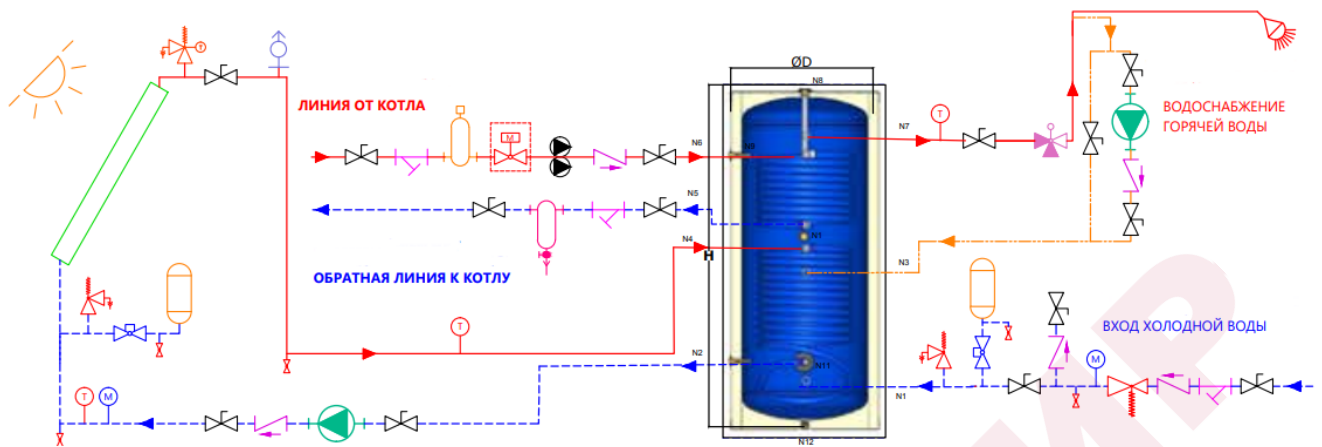 ØD
N8
ЛИНИЯ ОТ КОТЛА
M
N6
N9
N7
T
ВОДОСНАБЖЕНИЕ
ГОРЯЧЕЙ ВОДЫ
N5
N1
N4
H
N3
ОБРАТНАЯ ЛИНИЯ К КОТЛУ
T
N2
N11
ВХОД ХОЛОДНОЙ ВОДЫ
M
N1
T
M
N12